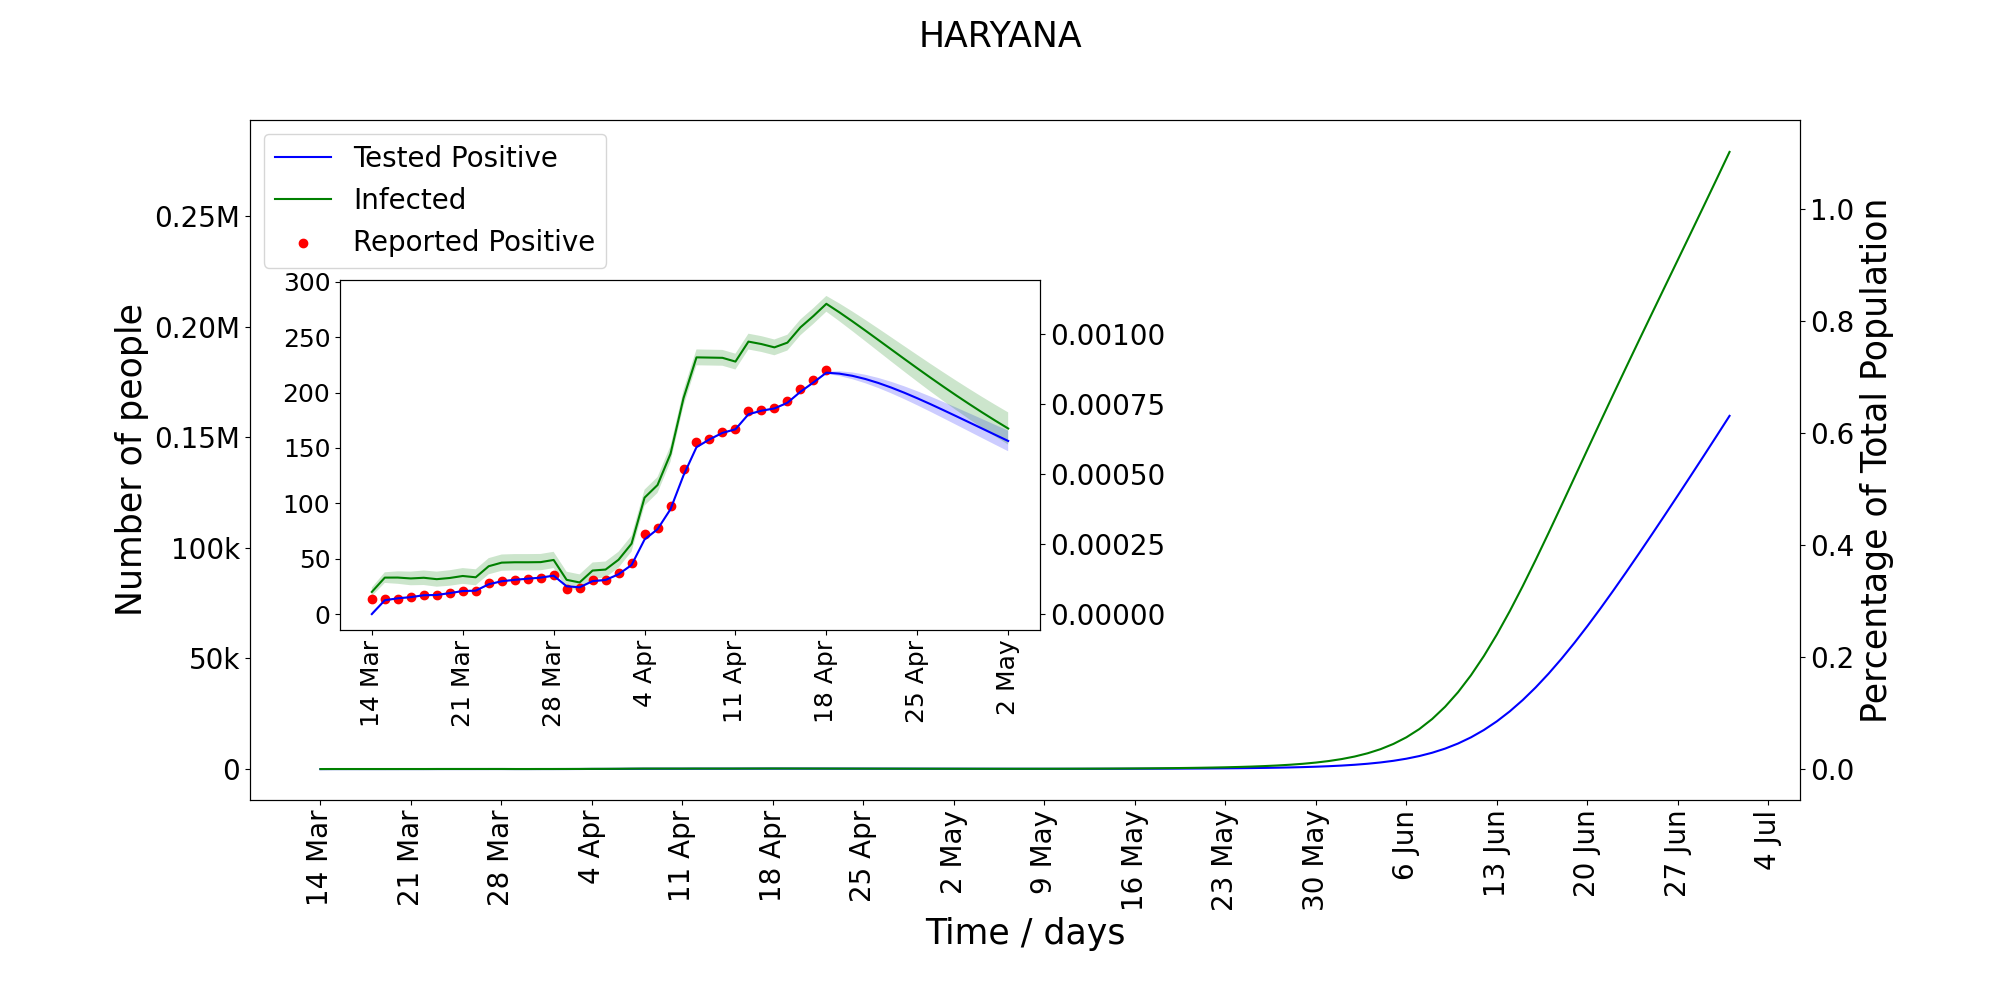 HARYANA
Tested Positive
Infected
Reported Positive
Number of people
0.25M
0.20M
0.15M
100k
50k
0
300
250
200
150
100
50
0
0.00100
0.00075
0.00050
0.00025
0.00000
14 Mar
21 Mar
28 Mar
4 Apr
11 Apr
18 Apr
25 Apr
2 May
1.0
0.8
0.6
0.4
0.2
0.0
Percentage of Total Population
14 Mar
21 Mar
28 Mar
4 Apr
11 Apr
18 Apr
25 Apr
2 May
9 May
16 May
23 May
30 May
6 Jun
13 Jun
20 Jun
27 Jun
4 Jul
Time / days